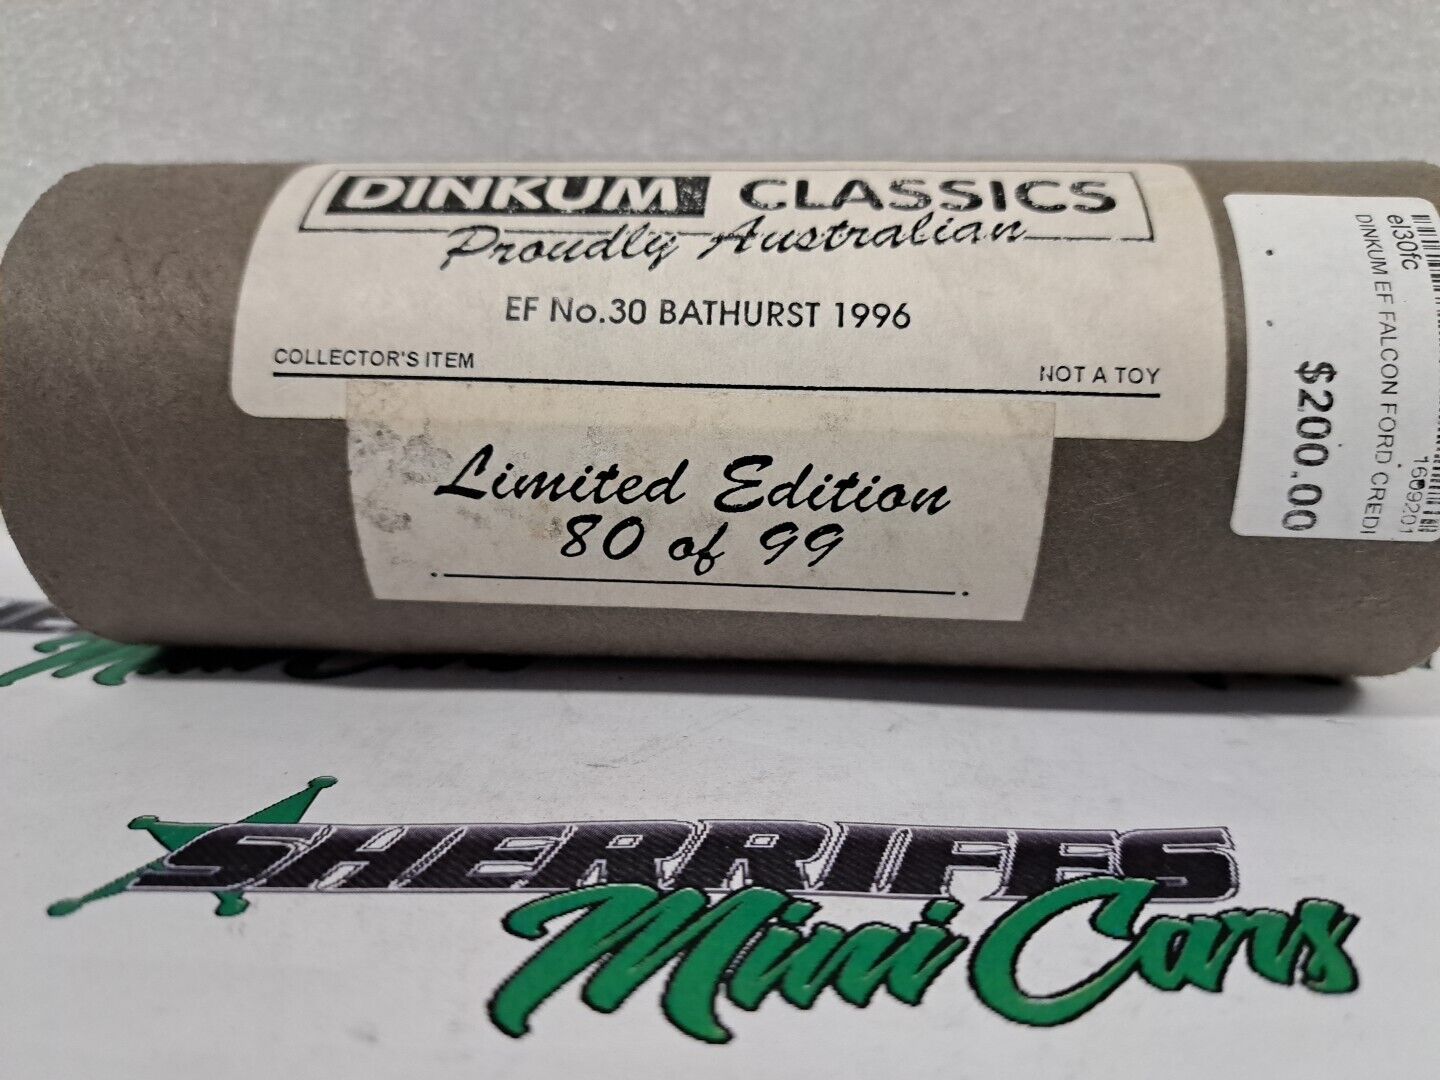 DINKUM CLASSICS
Proudly Australian
EF No.30 BATHURST 1996
COLLECTOR'S ITEM
NOT A TOY
Limited Edition
80 of 99
el30fc
DINKUM EF FALCON FORD CREDI
$200.00
SHERRIFFS
Mini Cars